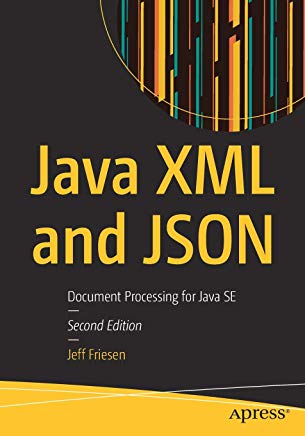 Java XML
and JSON
Document Processing for Java SE
—
Second Edition
—
Jeff Friesen
Apress®